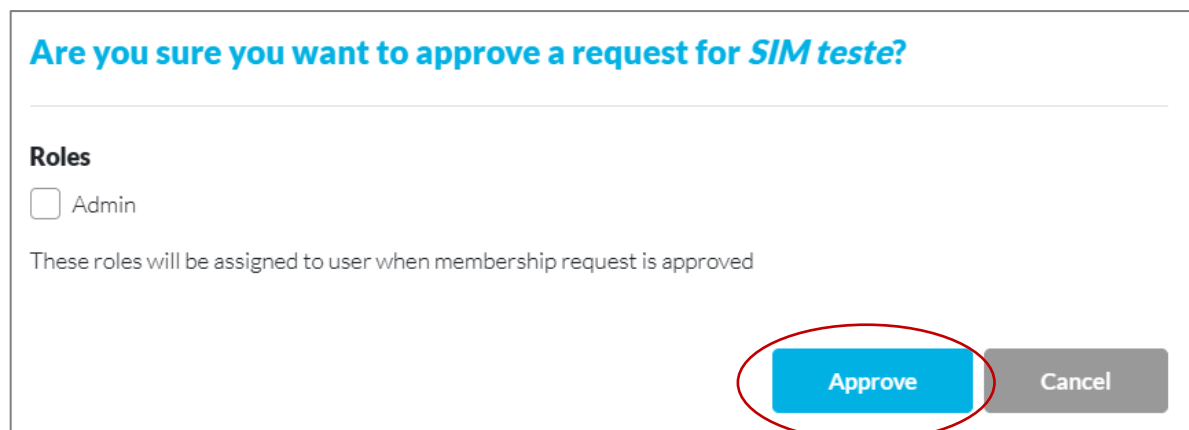 Are you sure you want to approve a request for SIM teste?
Roles
Admin
These roles will be assigned to user when membership request is approved
Approve
Cancel